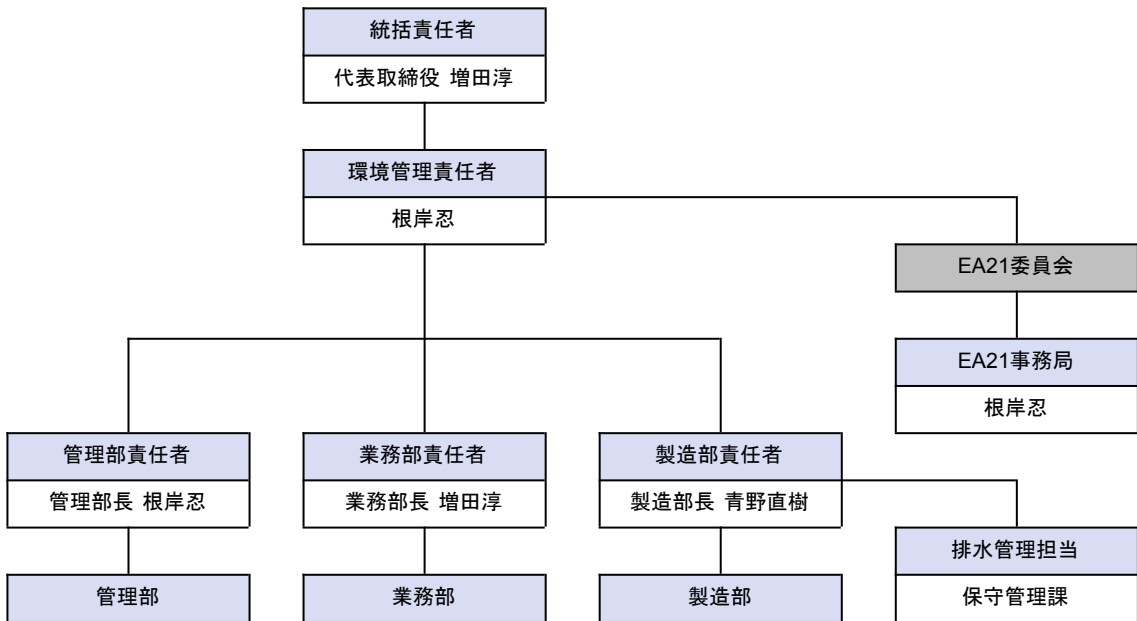 統括責任者
代表取締役 増田淳
環境管理責任者
根岸忍
EA21委員会
EA21事務局
根岸忍
管理部責任者
管理部長 根岸忍
業務部責任者
業務部長 増田淳
製造部責任者
製造部長 青野直樹
排水管理担当
保守管理課
管理部
業務部
製造部